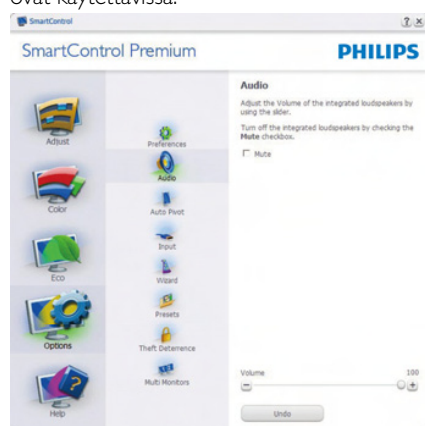 ovat käytettävissä.
SmartControl
SmartControl Premium
PHILIPS
Adjust
Color
Eco
Options
Help
Preferences
Audio
Auto Pivot
Input
Wizard
Presets
Theft Deterrence
Multi Monitors
Audio
Adjust the Volume of the integrated loudspeakers by
using the slider.
Turn off the integrated loudspeakers by checking the
Mute checkbox.
Mute
Volume
100
Undo